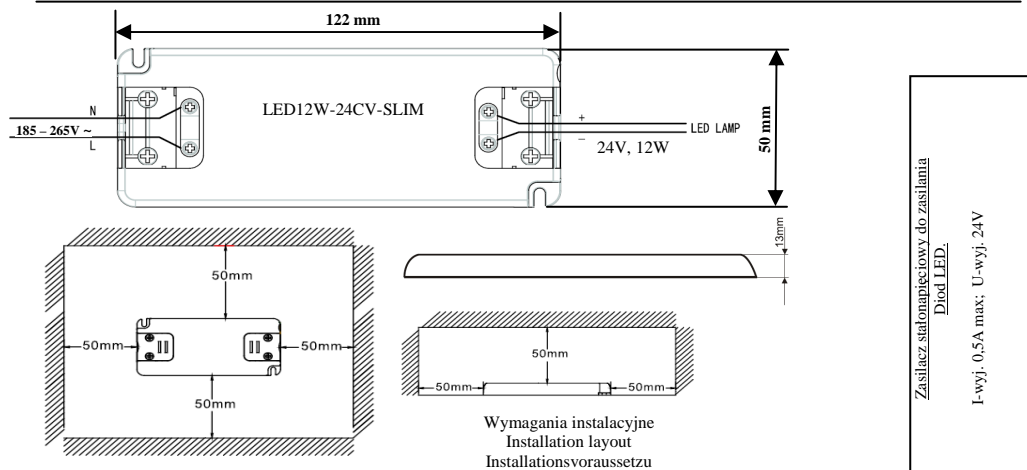 122 mm
LED12W-24CV-SLIM
N
185 – 265V ~
L
+
LED LAMP
–
24V, 12W
50 mm
50mm
50mm
50mm
50mm
13mm
50mm
50mm
50mm
Wymagania instalacyjne
Installation layout
Installationsvoraussetzu
Zasilacz stałonapięciowy do zasilania
Diod LED.
I-wyj. 0,5A max; U-wyj. 24V